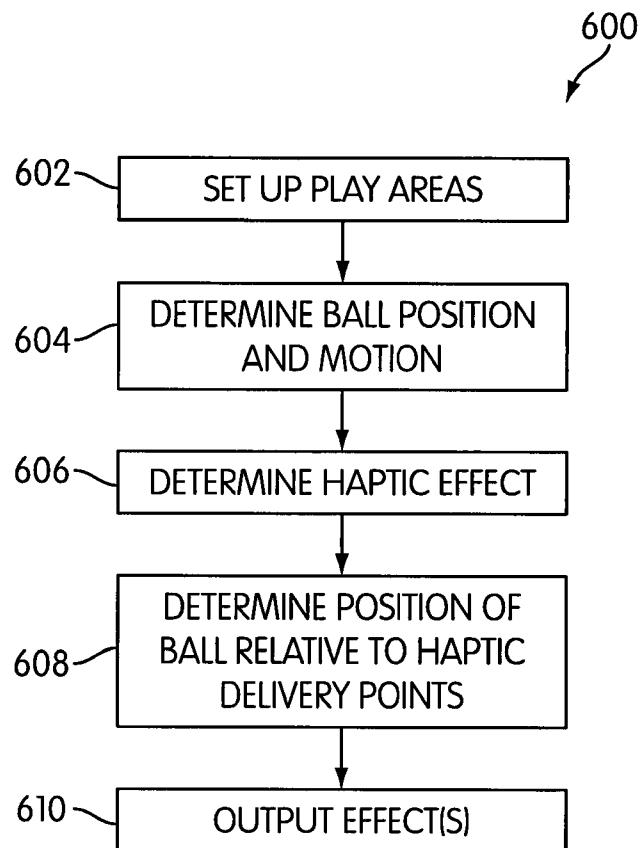 600
602
SET UP PLAY AREAS
604
DETERMINE BALL POSITION
AND MOTION
606
DETERMINE HAPTIC EFFECT
608
DETERMINE POSITION OF
BALL RELATIVE TO HAPTIC
DELIVERY POINTS
610
OUTPUT EFFECT(S)